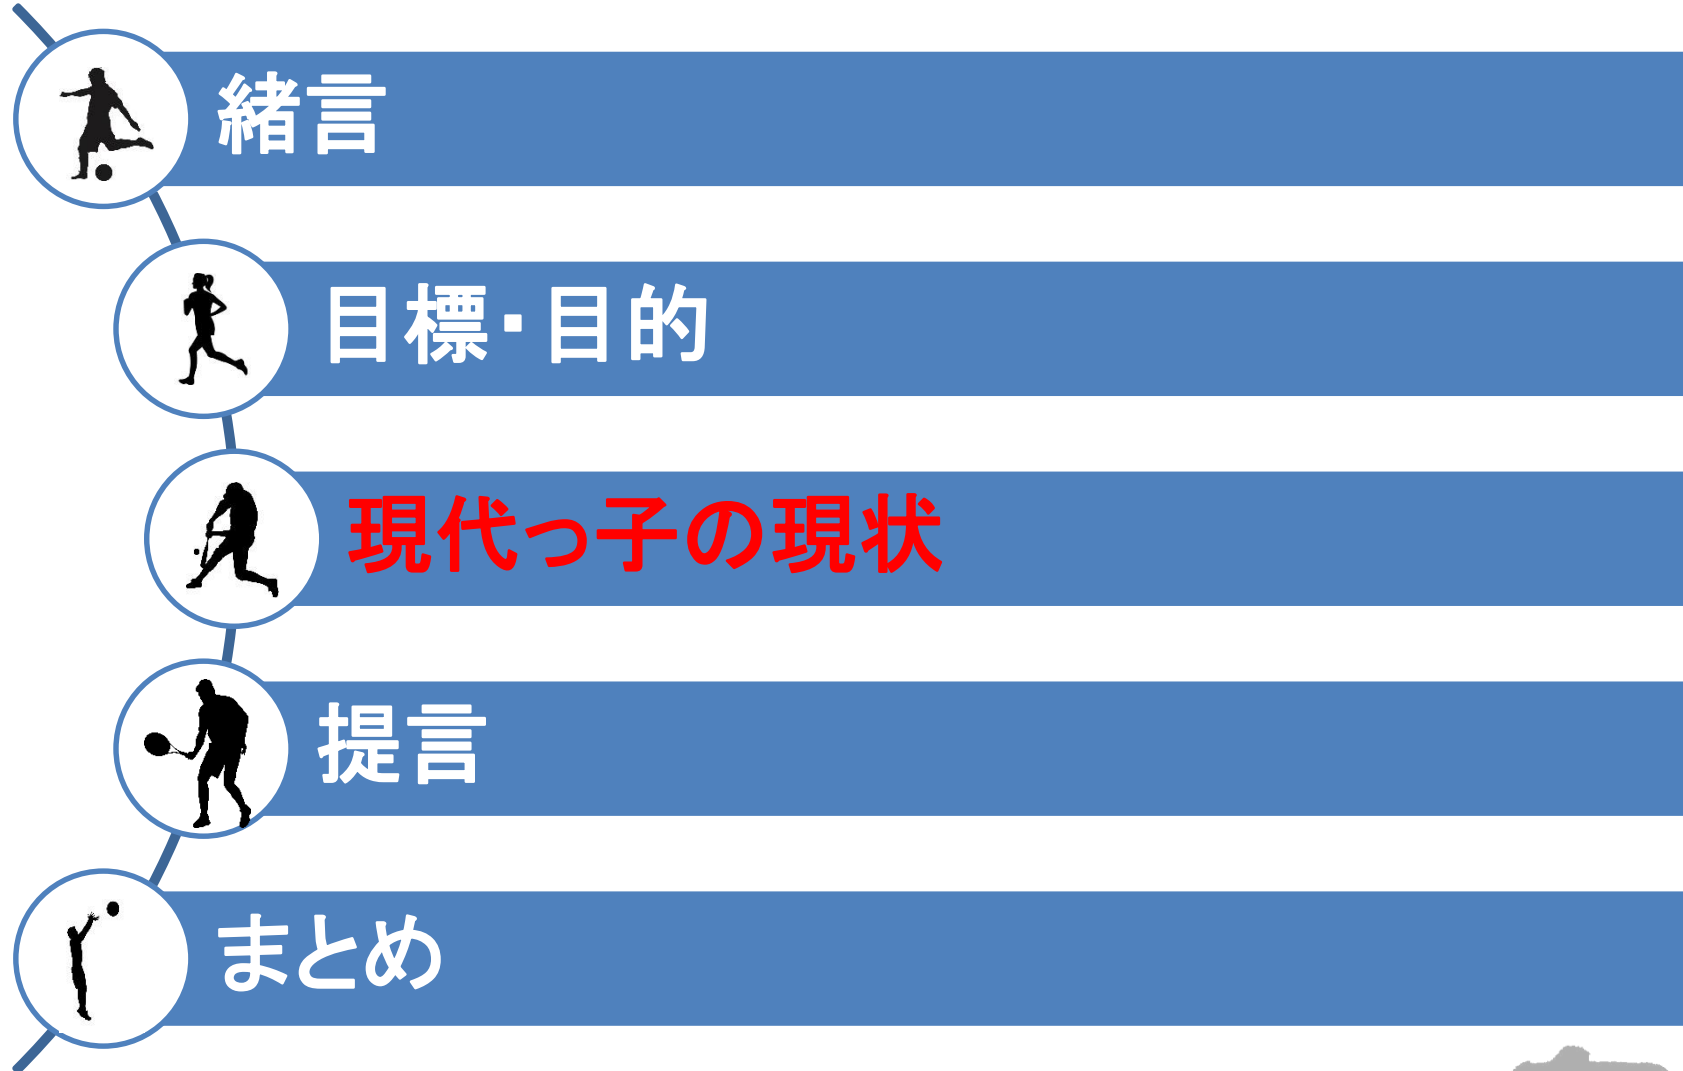 緒言
目標・目的
現代っ子の現状
提言
まとめ